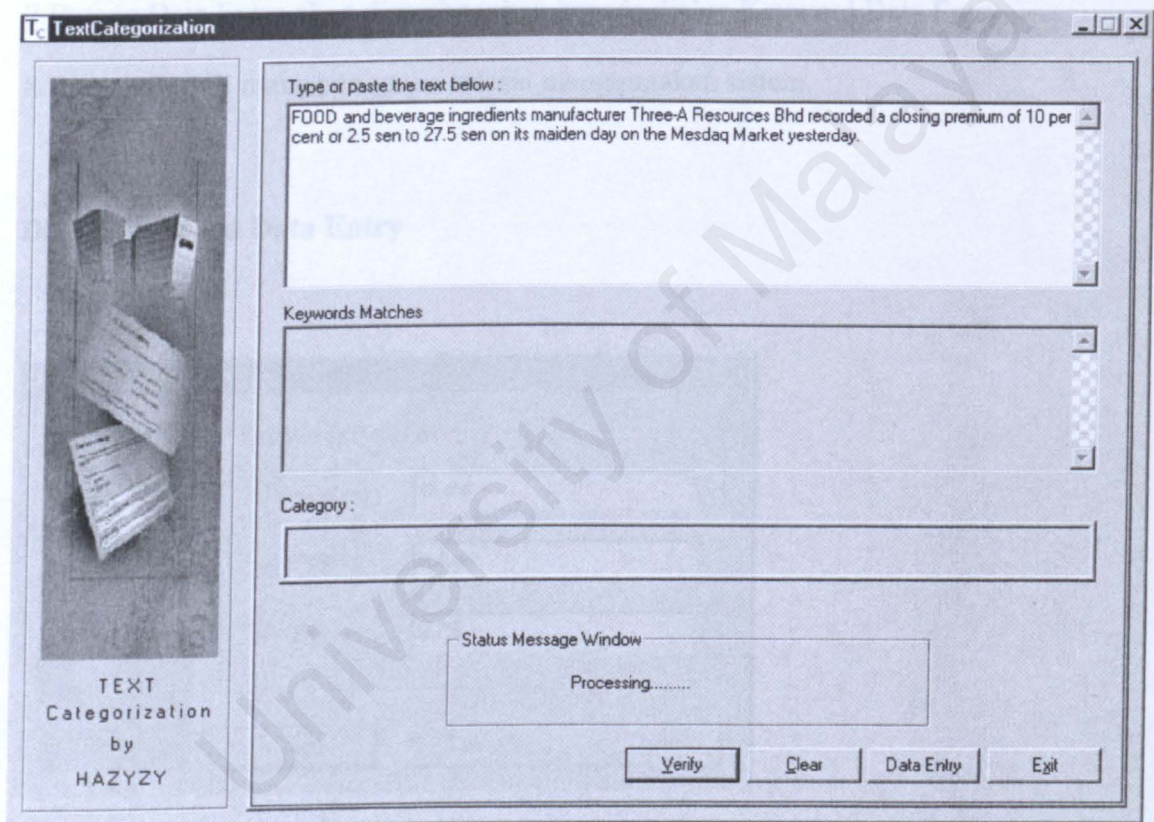 TextCategorization
Type or paste the text below :
FOOD and beverage ingredients manufacturer Three-A Resources Bhd recorded a closing premium of 10 per
cent or 2.5 sen to 27.5 sen on its maiden day on the Mesdaq Market yesterday.
Keywords Matches
Category :
Status Message Window
Processing.........
Verify
Clear
Data Entry
Exit
TEXT
Categorization
by
HAZYZY
University of Malaya